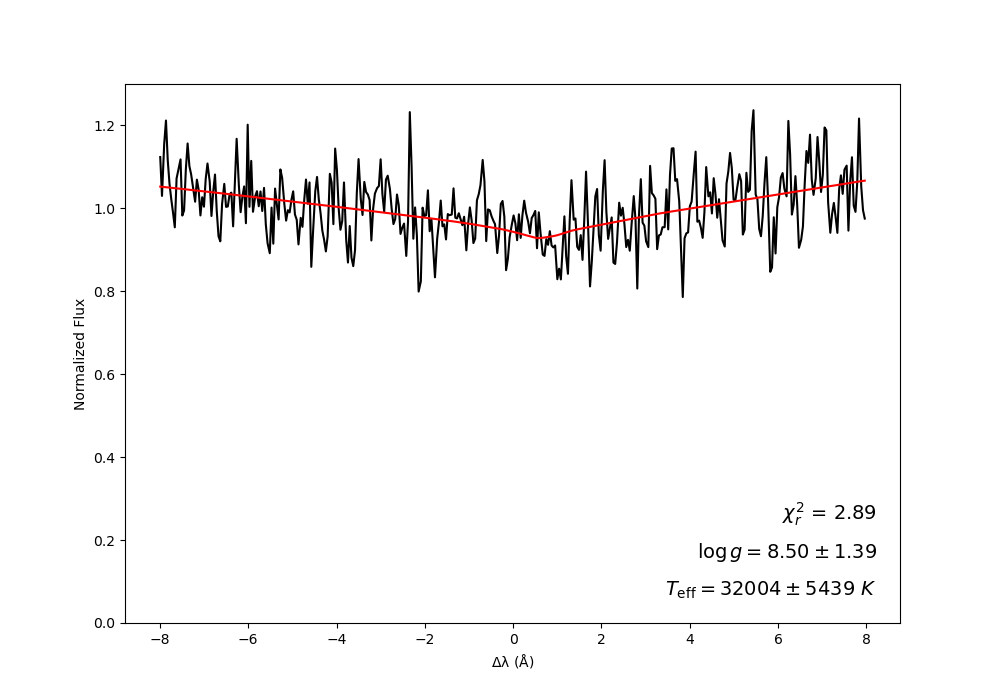 1.2
1.0
0.8
0.6
0.4
0.2
0.0
Normalized Flux
χ²ᵣ = 2.89
log g = 8.50 ± 1.39
T_eff = 32004 ± 5439 K
−8 −6 −4 −2 0 2 4 6 8
Δλ (Å)